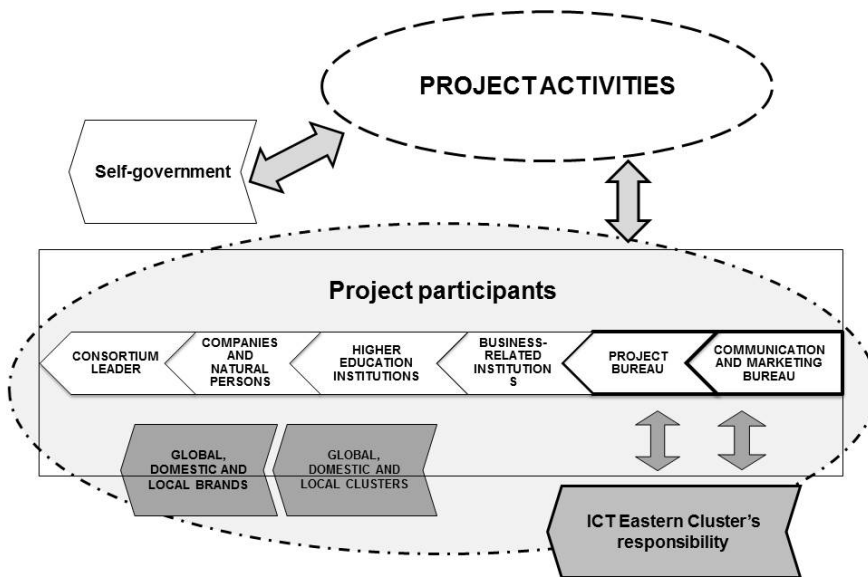 PROJECT ACTIVITIES
Self-government
Project participants
CONSORTIUM
LEADER
COMPANIES
AND
NATURAL
PERSONS
HIGHER
EDUCATION
INSTITUTIONS
BUSINESS-
RELATED
INSTITUTION
S
PROJECT
BUREAU
COMMUNICATION
AND MARKETING
BUREAU
GLOBAL,
DOMESTIC AND
LOCAL BRANDS
GLOBAL,
DOMESTIC AND
LOCAL CLUSTERS
ICT Eastern Cluster's
responsibility